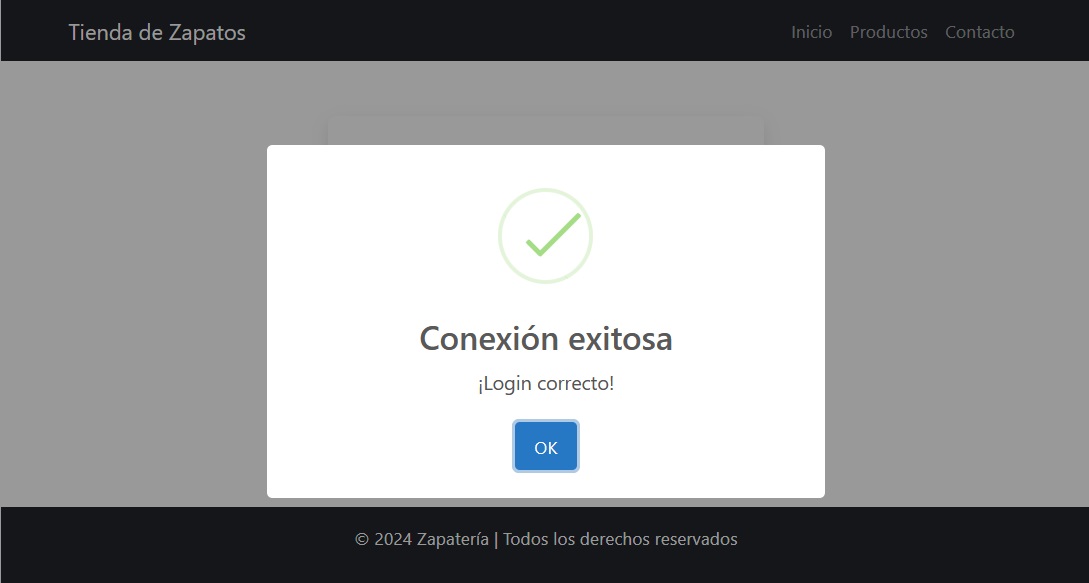 Tienda de Zapatos
Inicio Productos Contacto
Conexión exitosa
¡Login correcto!
OK
© 2024 Zapatería | Todos los derechos reservados